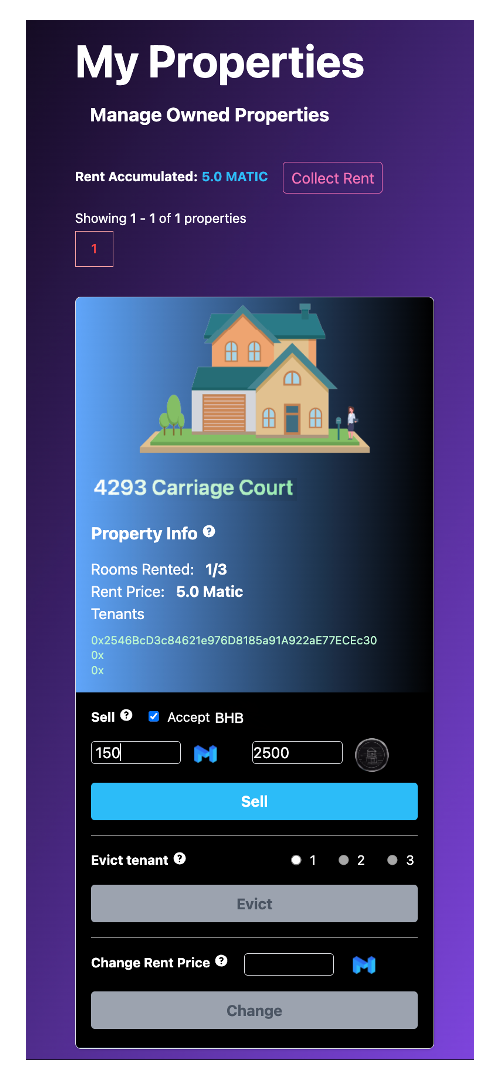 My Properties
Manage Owned Properties
Rent Accumulated: 5.0 MATIC Collect Rent
Showing 1 - 1 of 1 properties
1
4293 Carriage Court
Property Info ?
Rooms Rented: 1/3
Rent Price: 5.0 Matic
Tenants
0x2546BcD3c84621e976D8185a91A922aE77ECEc30
0x
0x
Sell ? Accept BHB
150 2500
Sell
Evict tenant ? 1 2 3
Evict
Change Rent Price ?
Change